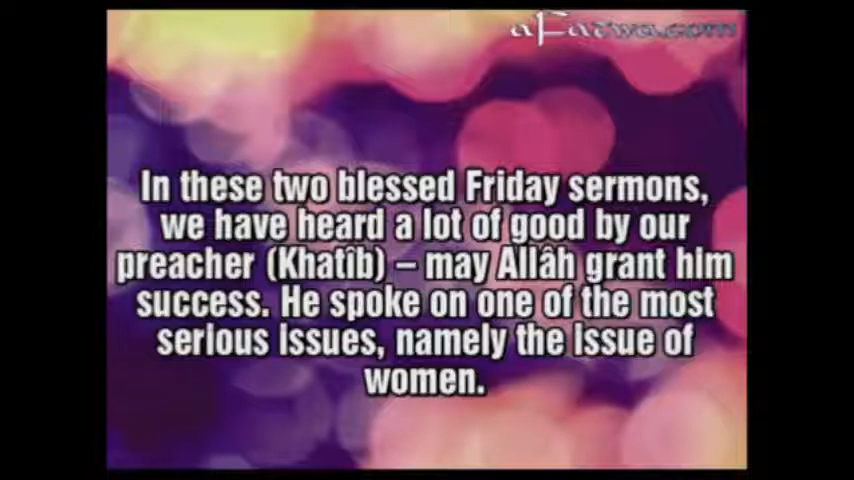 aFatwa.com
In these two blessed Friday sermons,
we have heard a lot of good by our
preacher (Khatîb) – may Allâh grant him
success. He spoke on one of the most
serious issues, namely the issue of
women.